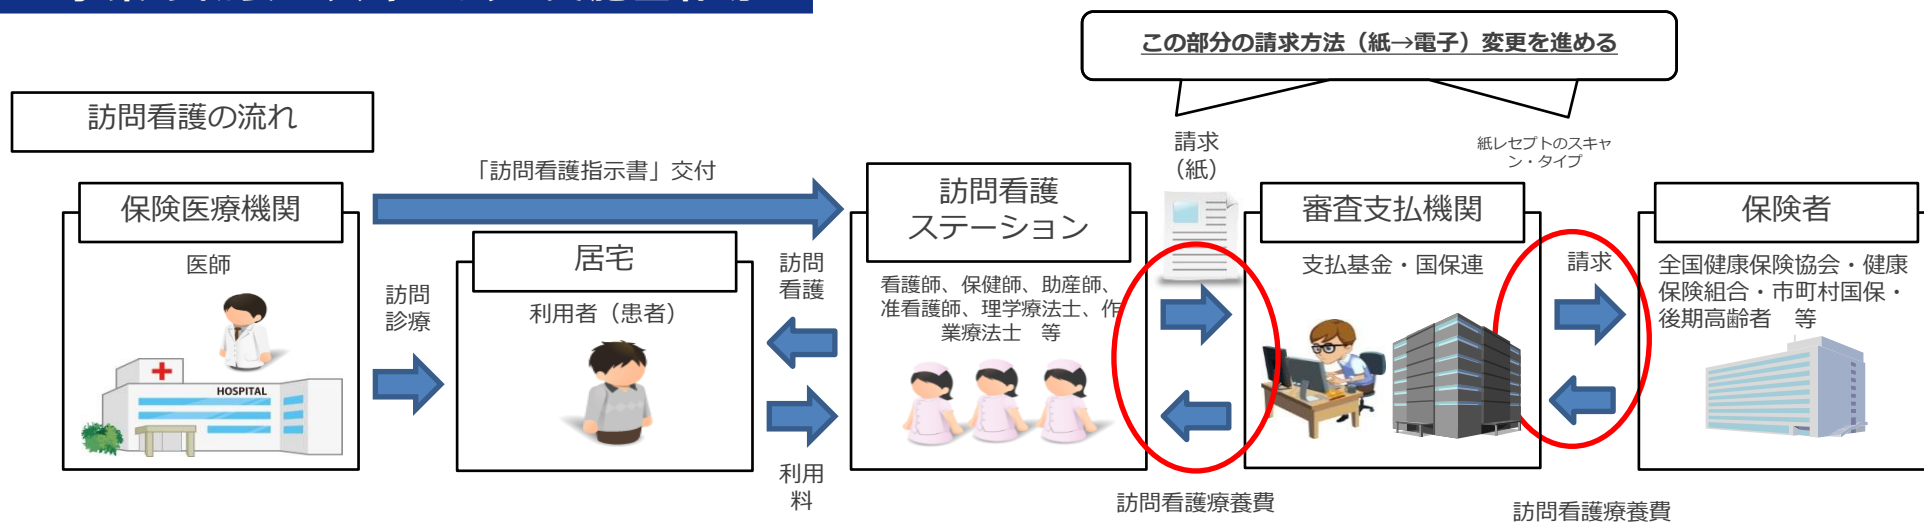 この部分の請求方法（紙→電子）変更を進める
訪問看護の流れ
「訪問看護指示書」交付
請求
（紙）
紙レセプトのスキャ
ン・タイプ
保険医療機関
医師
HOSPITAL
訪問
診療
居宅
利用者（患者）
訪問
看護
利用
料
訪問看護
ステーション
看護師、保健師、助産師、
准看護師、理学療法士、作
業療法士　等
訪問看護療養費
審査支払機関
支払基金・国保連
請求
訪問看護療養費
保険者
全国健康保険協会・健康
保険組合・市町村国保・
後期高齢者　等